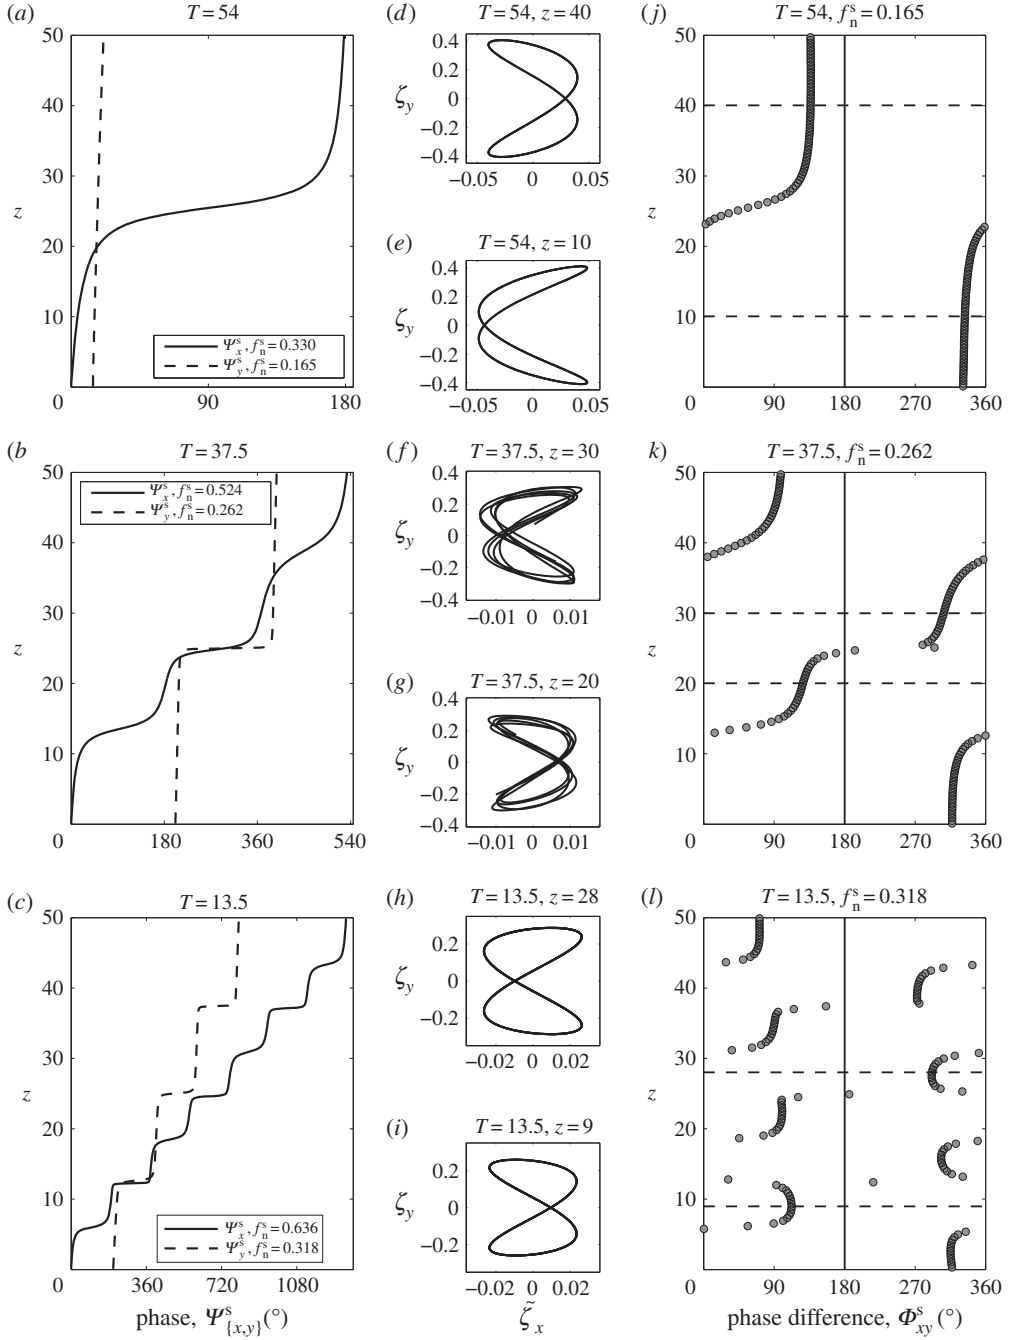 (a) T = 54
50
40
30
z
20
10
0 90 180
Ψ^s_x, f^s_n = 0.330
Ψ^s_y, f^s_n = 0.165
(d) T = 54, z = 40
0.4
0.2
ζ_y 0
−0.2
−0.4
−0.05 0 0.05
(e) T = 54, z = 10
0.4
0.2
ζ_y 0
−0.2
−0.4
−0.05 0 0.05
(j) T = 54, f^s_n = 0.165
50
40
30
z
20
10
0 90 180 270 360
(b) T = 37.5
50
40
30
z
20
10
0 180 360 540
Ψ^s_x, f^s_n = 0.524
Ψ^s_y, f^s_n = 0.262
(f) T = 37.5, z = 30
0.4
0.2
ζ_y 0
−0.2
−0.4
−0.01 0 0.01
(g) T = 37.5, z = 20
0.4
0.2
ζ_y 0
−0.2
−0.4
−0.01 0 0.01
k) T = 37.5, f^s_n = 0.262
50
40
30
z
20
10
0 90 180 270 360
(c) T = 13.5
50
40
30
z
20
10
0 360 720 1080
Ψ^s_x, f^s_n = 0.636
Ψ^s_y, f^s_n = 0.318
phase, Ψ^s_{x,y}(°)
(h) T = 13.5, z = 28
0.2
ζ_y 0
−0.2
−0.02 0 0.02
(i) T = 13.5, z = 9
0.2
ζ_y 0
−0.2
−0.02 0 0.02
ζ̃_x
(l) T = 13.5, f^s_n = 0.318
50
40
30
z
20
10
0 90 180 270 360
phase difference, Φ^s_xy (°)